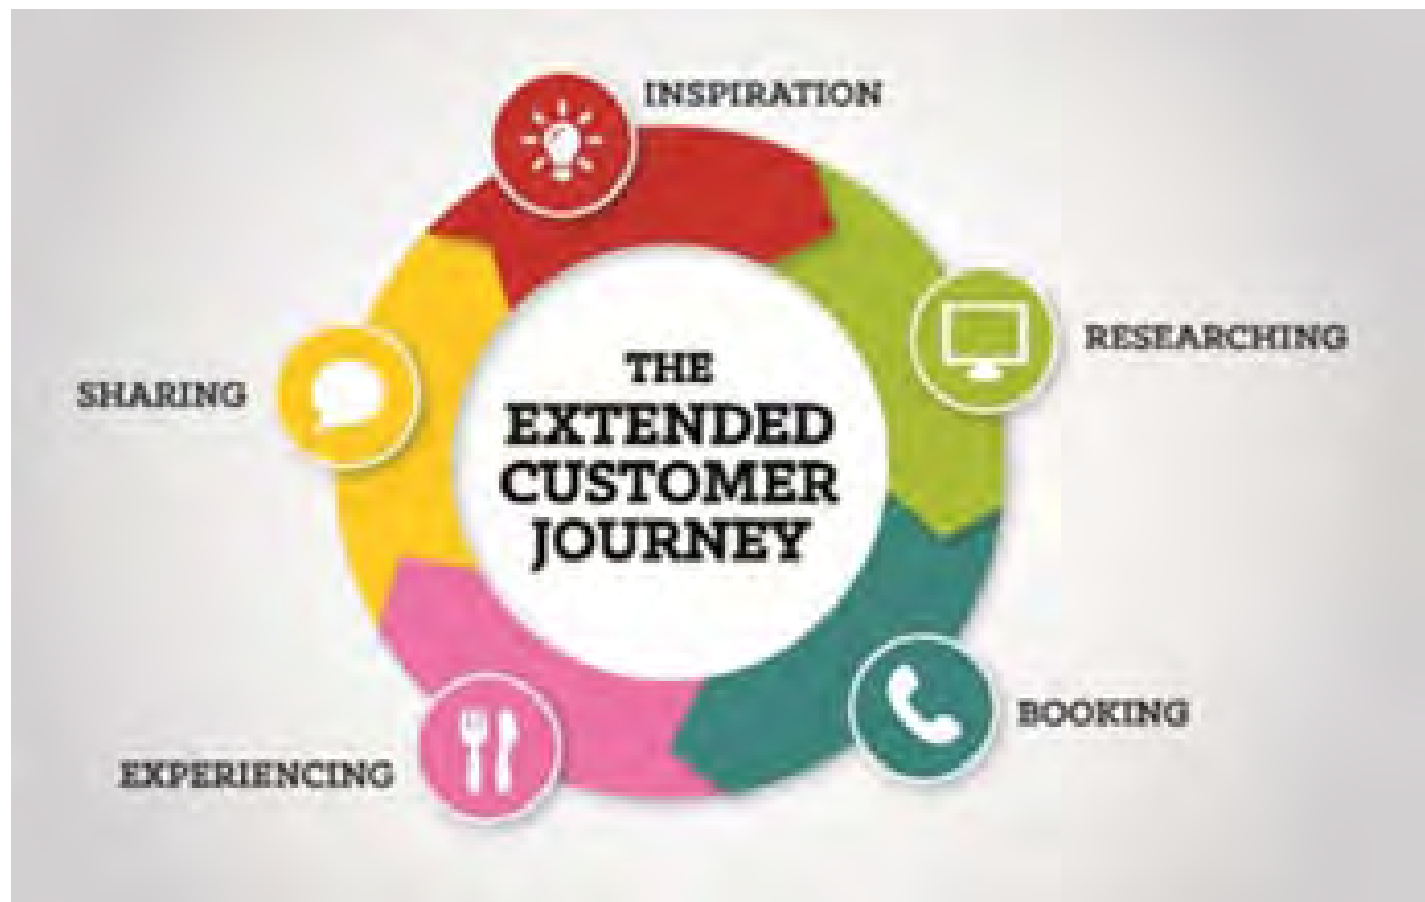 INSPIRATION
RESEARCHING
BOOKING
EXPERIENCING
SHARING
THE
EXTENDED
CUSTOMER
JOURNEY